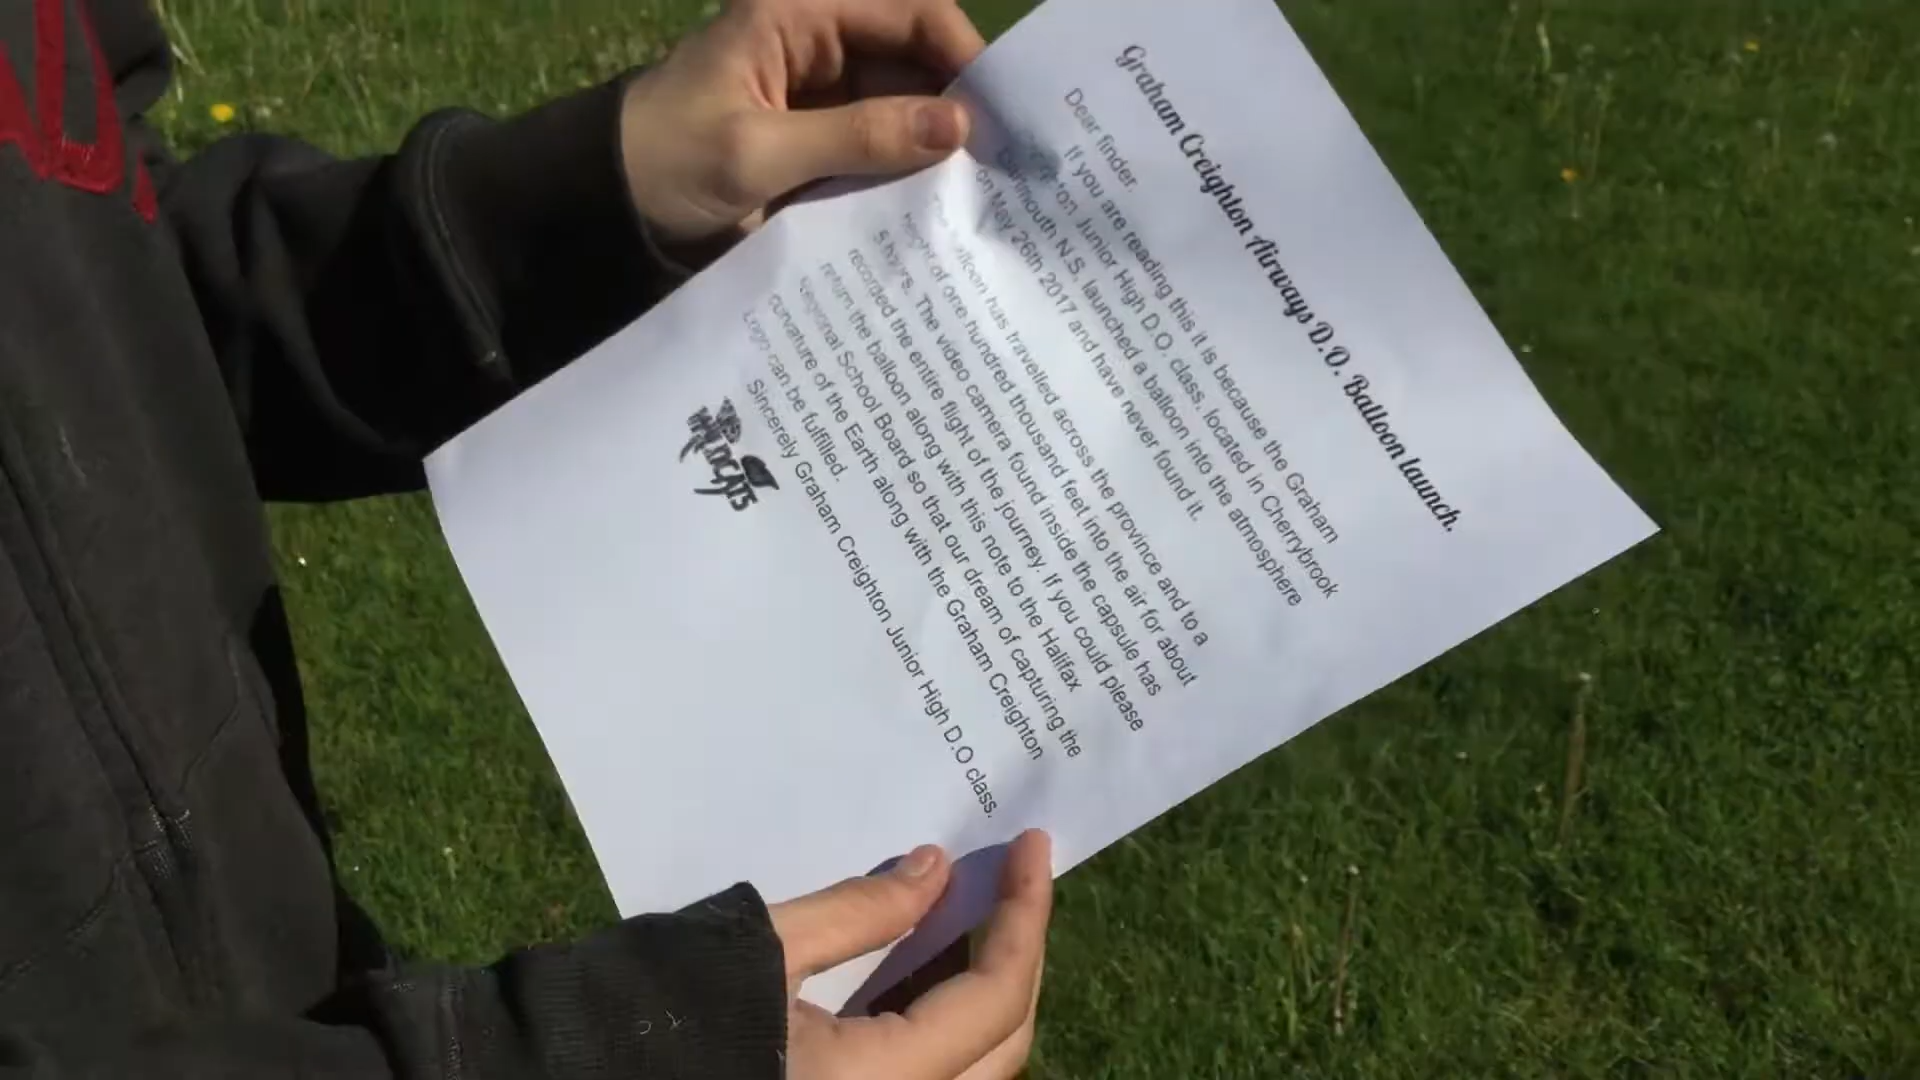 Graham Creighton Airways D.O. Balloon launch.
Dear finder.
If you are reading this it is because the Graham
Creighton Junior High D.O. class, located in Cherrybrook
Dartmouth N.S. launched a balloon into the atmosphere
on May 26th 2017 and have never found it.
The balloon has travelled across the province and to a
height of one hundred thousand feet into the air for about
5 hours. The video camera found inside the capsule has
recorded the entire flight of the journey. If you could please
return the balloon along with this note to the Halifax
Regional School Board so that our dream of capturing the
curvature of the Earth along with the Graham Creighton
Logo can be fulfilled.
Sincerely Graham Creighton Junior High D.O class.
WILDCATS